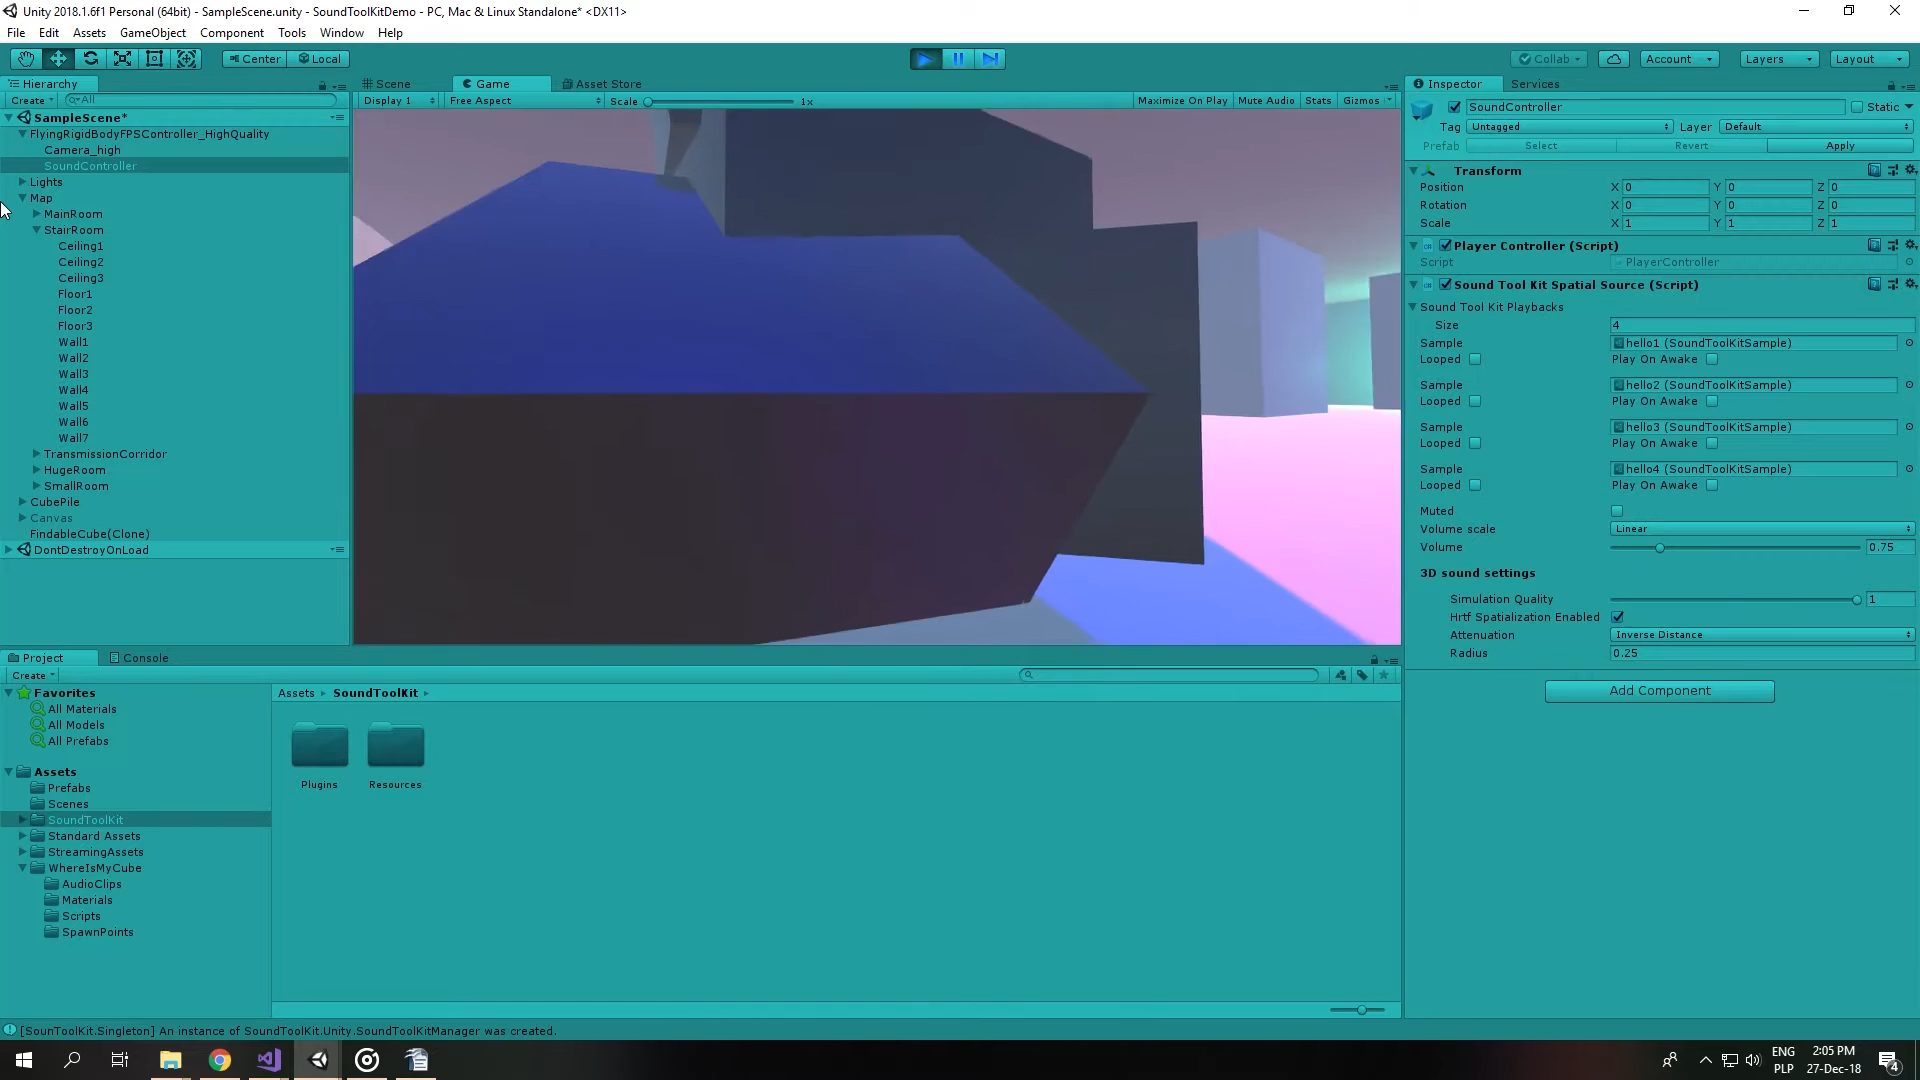 Unity 2018.1.6f1 Personal (64bit) - SampleScene.unity - SoundToolKitDemo - PC, Mac & Linux Standalone* <DX11>
File Edit Assets GameObject Component Tools Window Help
Center Local Collab Account Layers Layout
Hierarchy
Create All
SampleScene*
FlyingRigidBodyFPSController_HighQuality
Camera_high
SoundController
Lights
Map
MainRoom
StairRoom
Ceiling1
Ceiling2
Ceiling3
Floor1
Floor2
Floor3
Wall1
Wall2
Wall3
Wall4
Wall5
Wall6
Wall7
TransmissionCorridor
HugeRoom
SmallRoom
CubePile
Canvas
FindableCube(Clone)
DontDestroyOnLoad
Scene Game Asset Store
Display 1 Free Aspect Scale 1x Maximize On Play Mute Audio Stats Gizmos
Inspector Services
SoundController Static
Tag Untagged Layer Default
Prefab Select Revert Apply
Transform
Position X 0 Y 0 Z 0
Rotation X 0 Y 0 Z 0
Scale X 1 Y 1 Z 1
Player Controller (Script)
Script PlayerController
Sound Tool Kit Spatial Source (Script)
Sound Tool Kit Playbacks
Size 4
Sample hello1 (SoundToolKitSample)
Looped Play On Awake
Sample hello2 (SoundToolKitSample)
Looped Play On Awake
Sample hello3 (SoundToolKitSample)
Looped Play On Awake
Sample hello4 (SoundToolKitSample)
Looped Play On Awake
Muted
Volume scale Linear
Volume 0.75
3D sound settings
Simulation Quality 1
Hrtf Spatialization Enabled
Attenuation Inverse Distance
Radius 0.25
Add Component
Project Console
Create
Favorites
All Materials
All Models
All Prefabs
Assets
Prefabs
Scenes
SoundToolKit
Standard Assets
StreamingAssets
WhereIsMyCube
AudioClips
Materials
Scripts
SpawnPoints
Assets SoundToolKit
Plugins Resources
[SounToolKit.Singleton] An instance of SoundToolKit.Unity.SoundToolKitManager was created.
ENG 2:05 PM
PLP 27-Dec-18 4